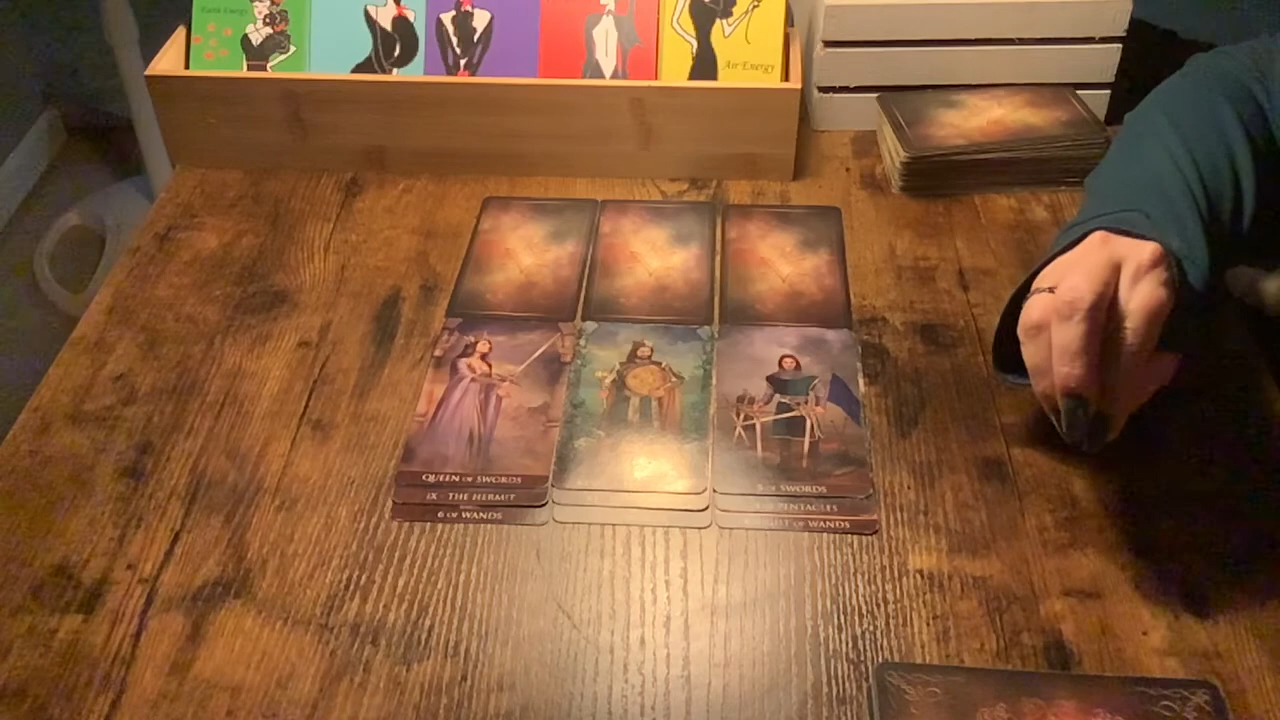 Earth Energy
Air Energy
QUEEN OF SWORDS
IX - THE HERMIT
6 OF WANDS
5 OF SWORDS
PENTACLES
OF WANDS